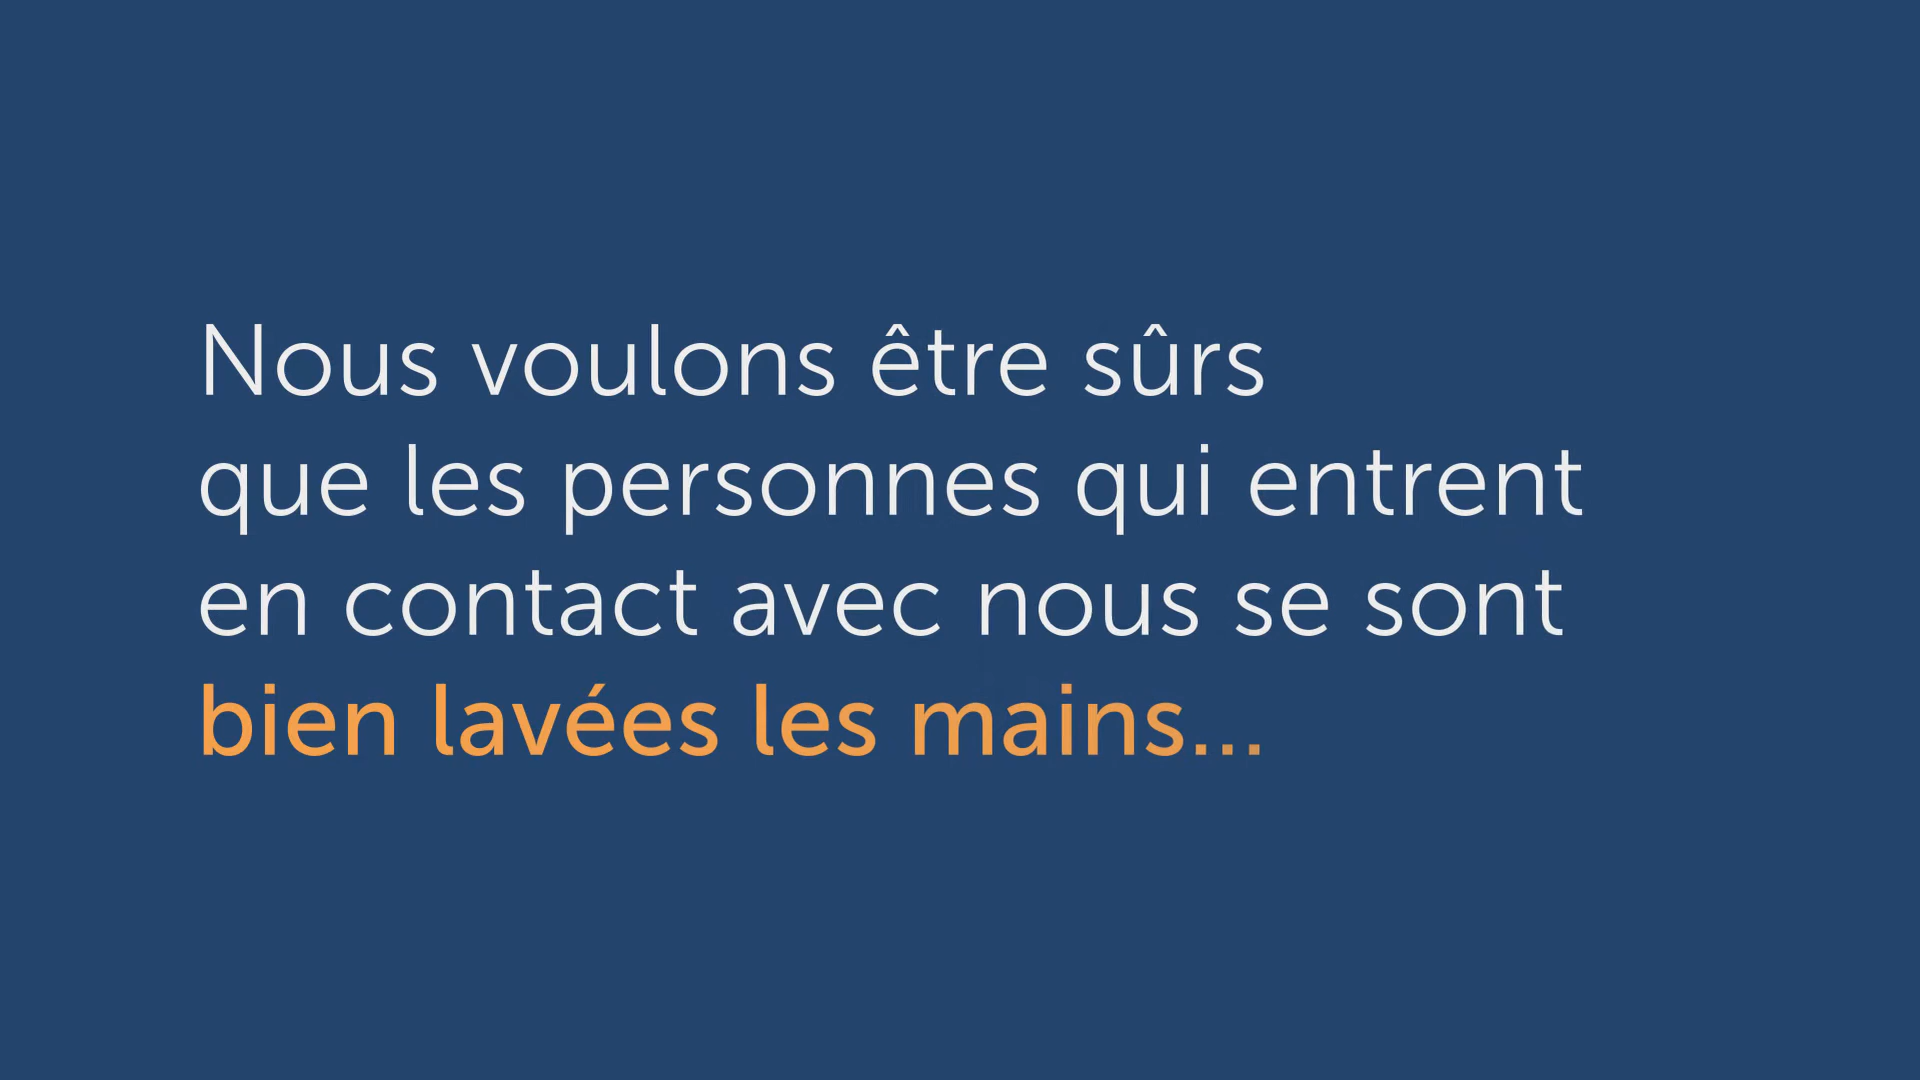 Nous voulons être sûrs
que les personnes qui entrent
en contact avec nous se sont
bien lavées les mains...